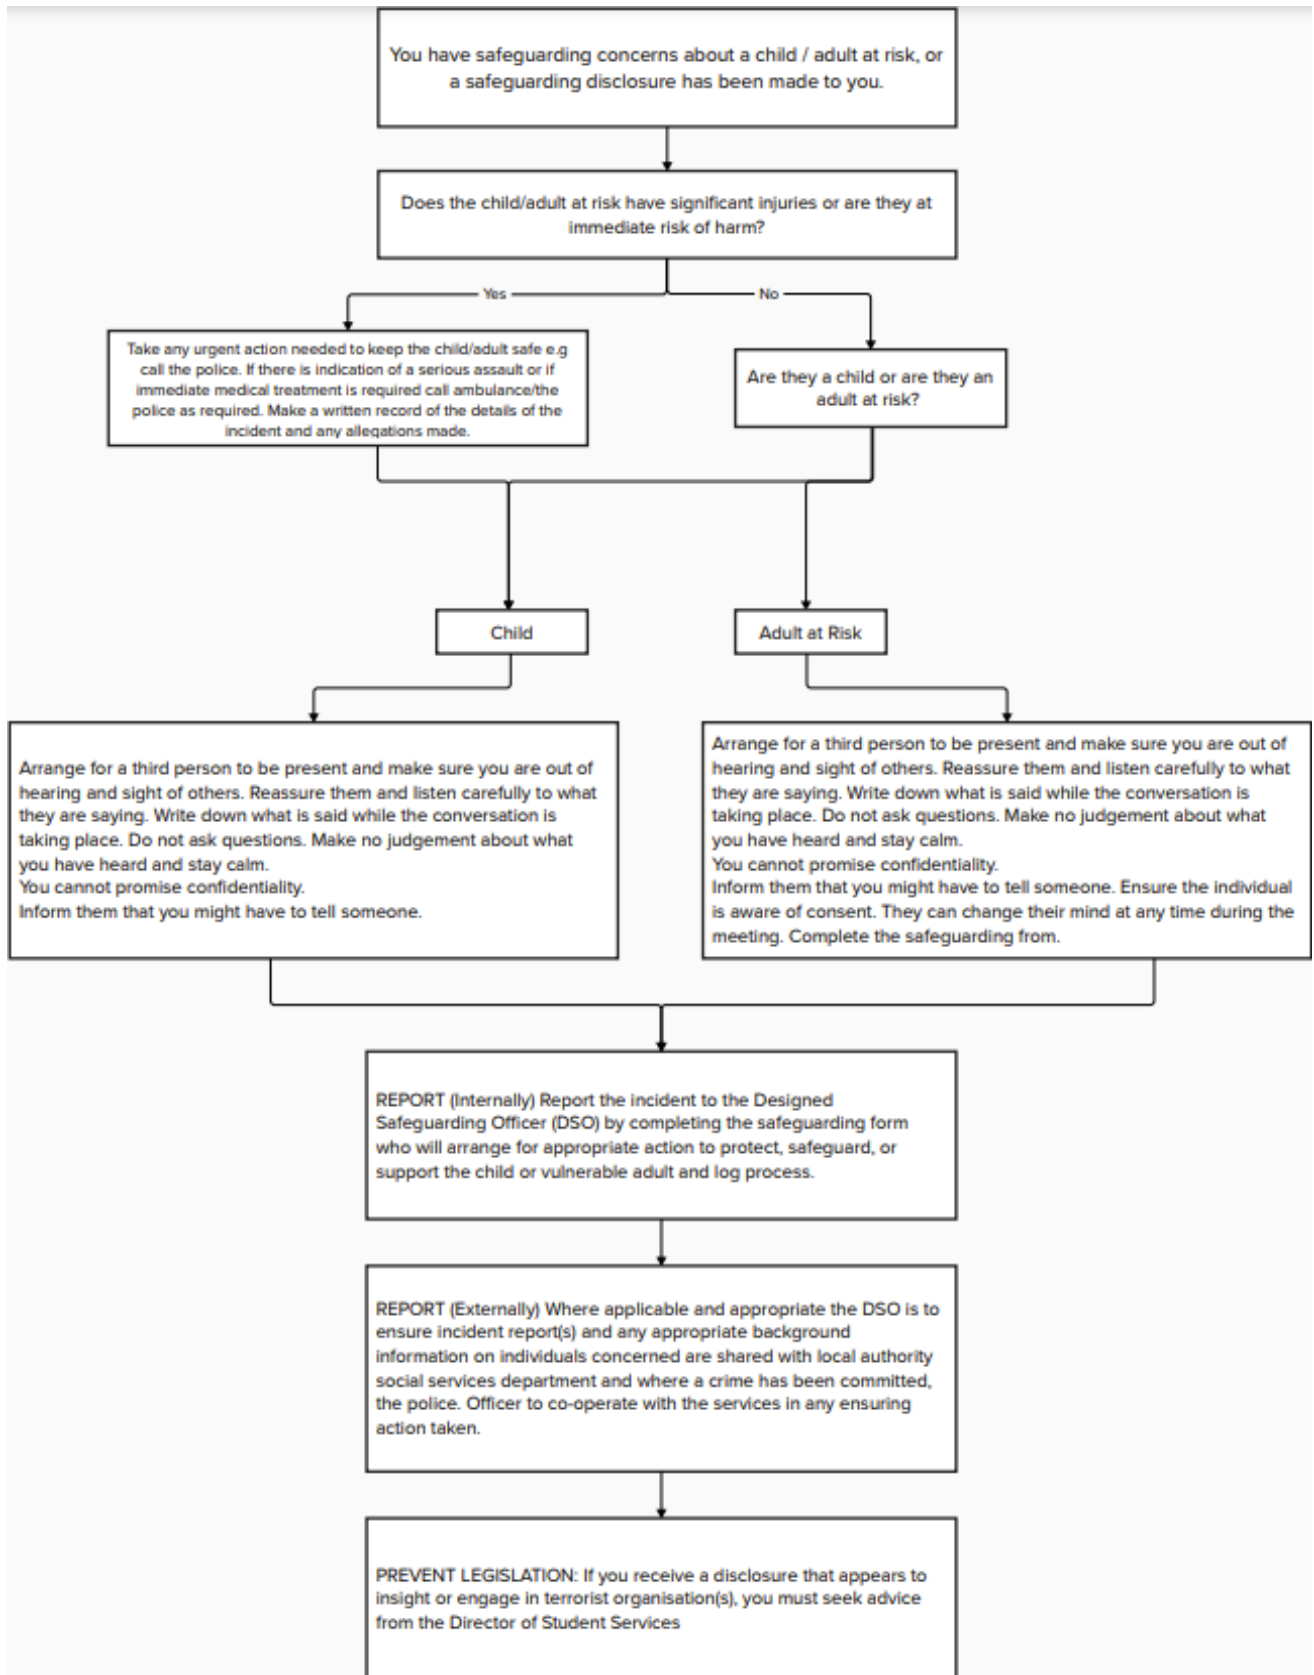 You have safeguarding concerns about a child / adult at risk, or
a safeguarding disclosure has been made to you.
Does the child/adult at risk have significant injuries or are they at
immediate risk of harm?
Yes
No
Take any urgent action needed to keep the child/adult safe e.g
call the police. If there is indication of a serious assault or if
immediate medical treatment is required call ambulance/the
police as required. Make a written record of the details of the
incident and any allegations made.
Are they a child or are they an
adult at risk?
Child
Adult at Risk
Arrange for a third person to be present and make sure you are out of
hearing and sight of others. Reassure them and listen carefully to what
they are saying. Write down what is said while the conversation is
taking place. Do not ask questions. Make no judgement about what
you have heard and stay calm.
You cannot promise confidentiality.
Inform them that you might have to tell someone.
Arrange for a third person to be present and make sure you are out of
hearing and sight of others. Reassure them and listen carefully to what
they are saying. Write down what is said while the conversation is
taking place. Do not ask questions. Make no judgement about what
you have heard and stay calm.
You cannot promise confidentiality.
Inform them that you might have to tell someone. Ensure the individual
is aware of consent. They can change their mind at any time during the
meeting. Complete the safeguarding from.
REPORT (Internally) Report the incident to the Designed
Safeguarding Officer (DSO) by completing the safeguarding form
who will arrange for appropriate action to protect, safeguard, or
support the child or vulnerable adult and log process.
REPORT (Externally) Where applicable and appropriate the DSO is to
ensure incident report(s) and any appropriate background
information on individuals concerned are shared with local authority
social services department and where a crime has been committed,
the police. Officer to co-operate with the services in any ensuring
action taken.
PREVENT LEGISLATION: If you receive a disclosure that appears to
insight or engage in terrorist organisation(s), you must seek advice
from the Director of Student Services